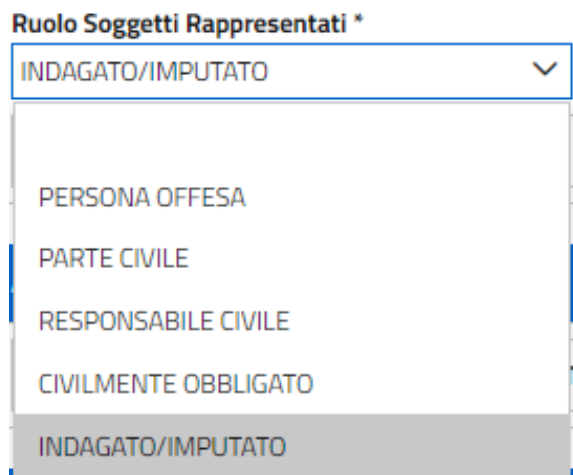 Ruolo Soggetti Rappresentati *
INDAGATO/IMPUTATO
PERSONA OFFESA
PARTE CIVILE
RESPONSABILE CIVILE
CIVILMENTE OBBLIGATO
INDAGATO/IMPUTATO